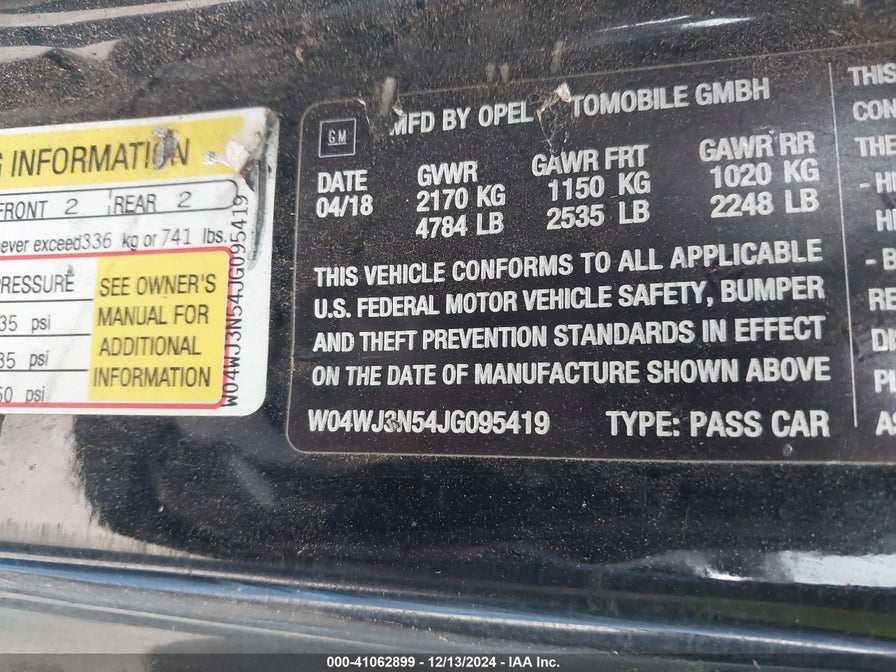 G INFORMATION
FRONT 2 REAR 2
never exceed 336 kg or 741 lbs.
PRESSURE
35 psi
35 psi
60 psi
SEE OWNER'S
MANUAL FOR
ADDITIONAL
INFORMATION
W04WJ3N54JG095419
GM
MFD BY OPEL TOMOBILE GMBH
DATE
04/18
GVWR
2170 KG
4784 LB
GAWR FRT
1150 KG
2535 LB
GAWR RR
1020 KG
2248 LB
THIS VEHICLE CONFORMS TO ALL APPLICABLE
U.S. FEDERAL MOTOR VEHICLE SAFETY, BUMPER
AND THEFT PREVENTION STANDARDS IN EFFECT
ON THE DATE OF MANUFACTURE SHOWN ABOVE
W04WJ3N54JG095419 TYPE: PASS CAR
THIS
CON
THE
000-41062899 - 12/13/2024 - IAA Inc.